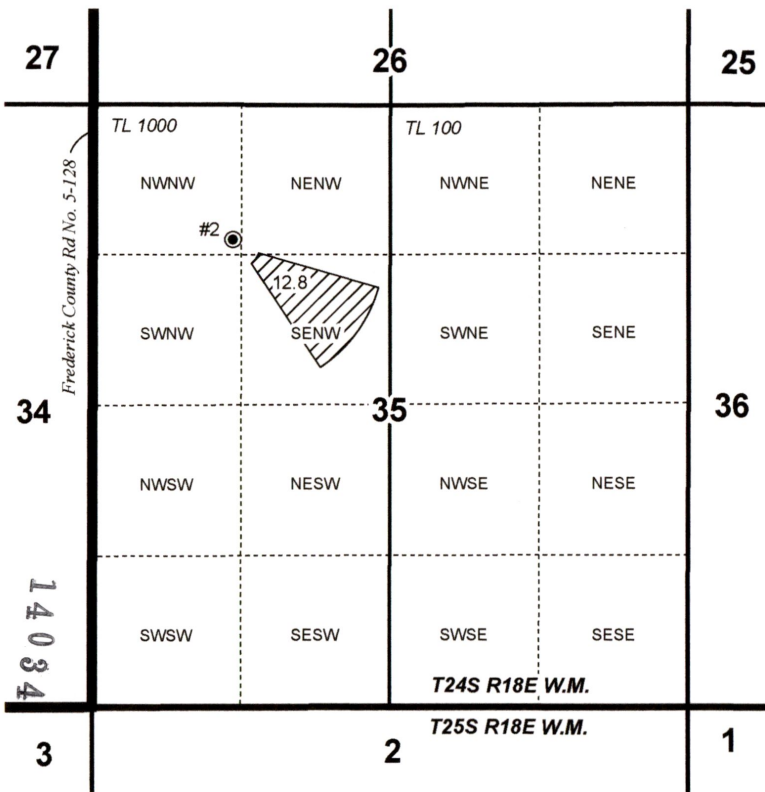 27
26
25
TL 1000
TL 100
Frederick County Rd No. 5-128
NWNW
NENW
NWNE
NENE
#2
12.8
SWNW
SENW
SWNE
SENE
34
35
36
NWSW
NESW
NWSE
NESE
14034
SWSW
SESW
SWSE
SESE
T24S R18E W.M.
T25S R18E W.M.
3
2
1